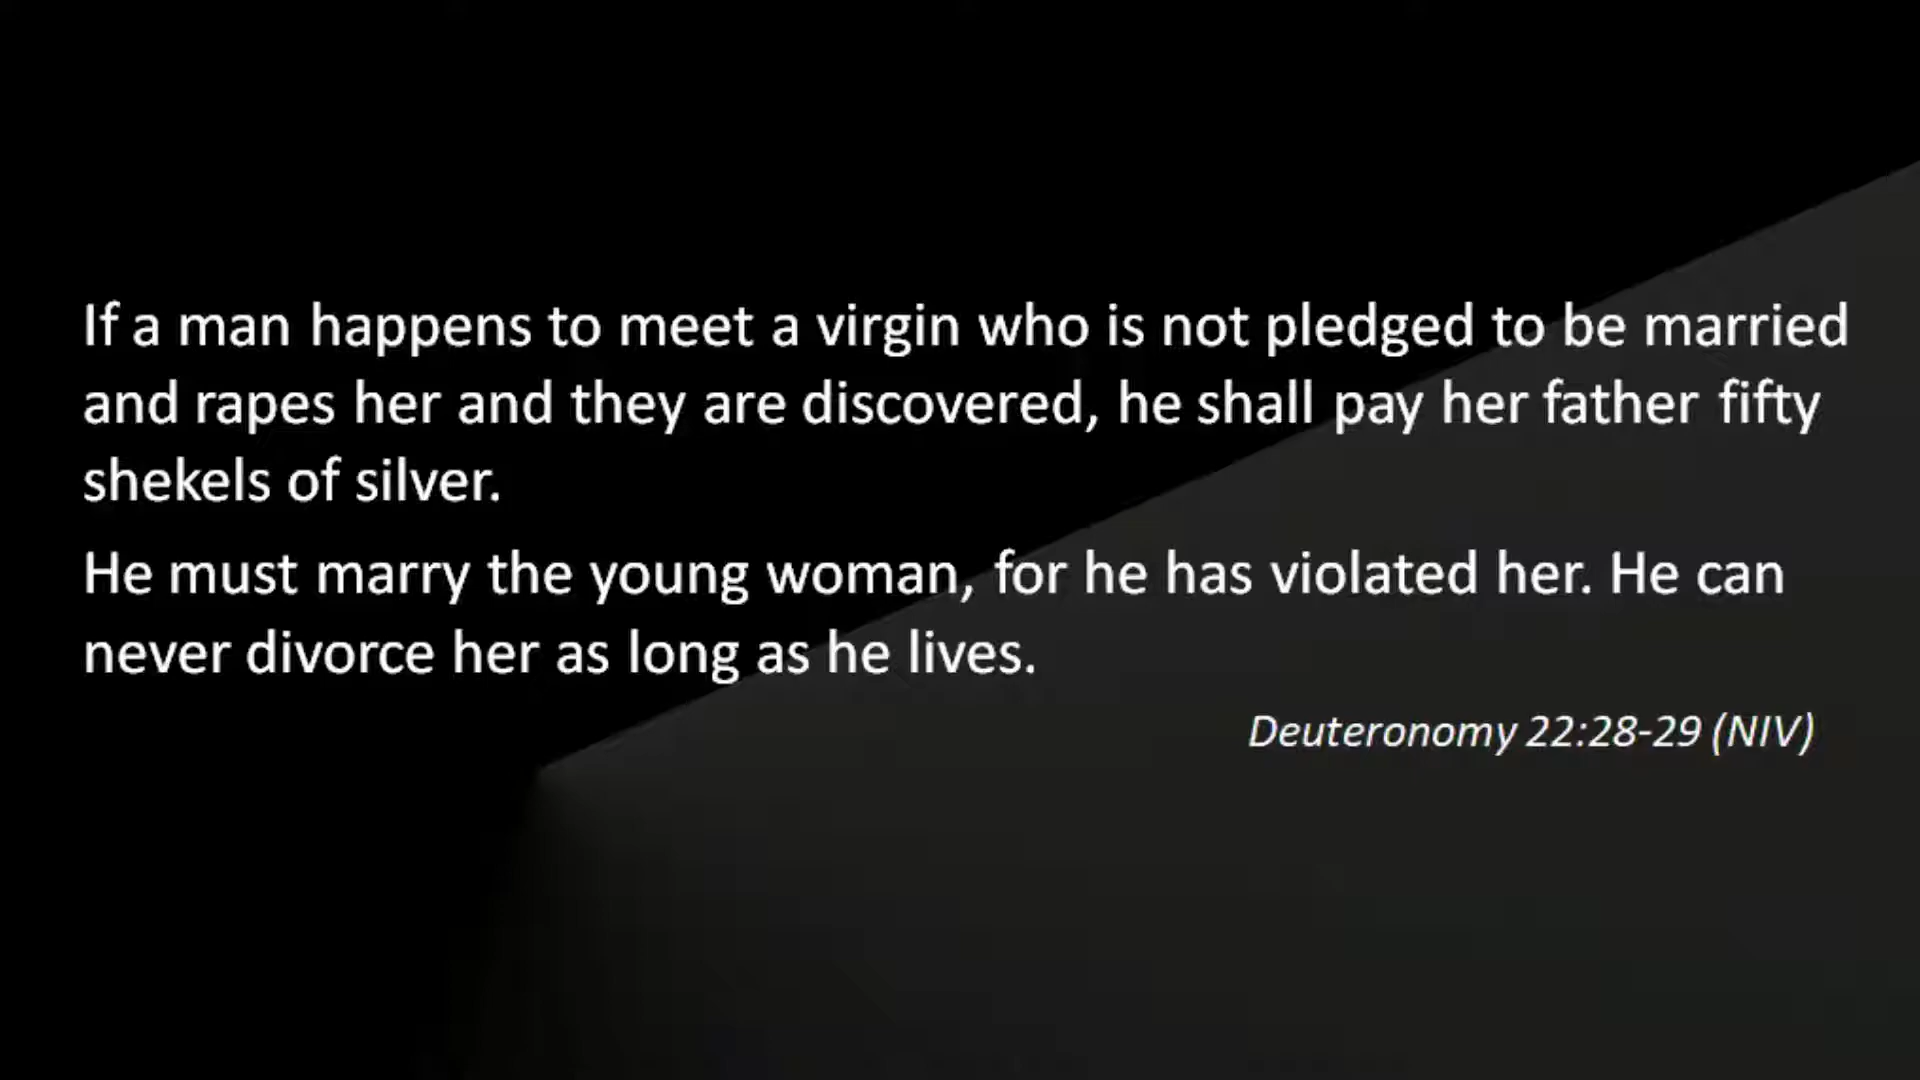 If a man happens to meet a virgin who is not pledged to be married
and rapes her and they are discovered, he shall pay her father fifty
shekels of silver.
He must marry the young woman, for he has violated her. He can
never divorce her as long as he lives.
Deuteronomy 22:28-29 (NIV)